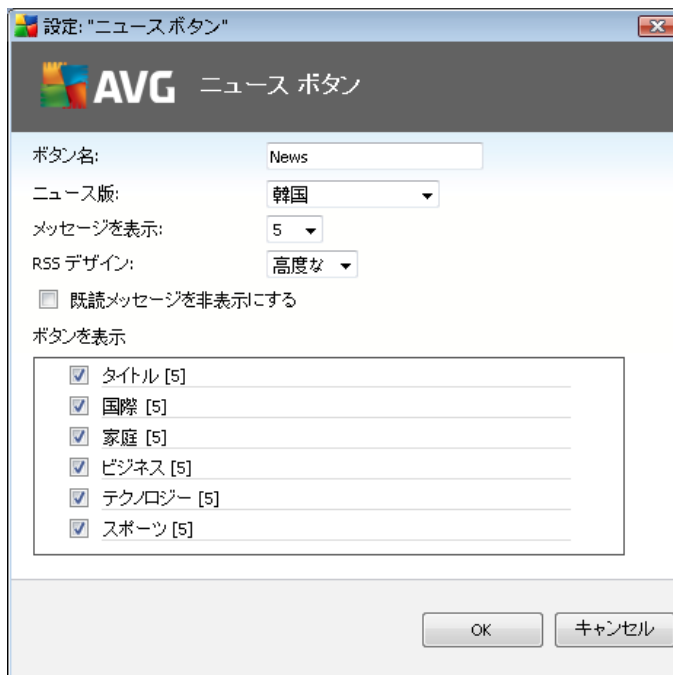 設定: "ニュース ボタン"
AVG ニュース ボタン
ボタン名: News
ニュース版: 韓国
メッセージを表示: 5
RSS デザイン: 高度な
既読メッセージを非表示にする
ボタンを表示
タイトル [5]
国際 [5]
家庭 [5]
ビジネス [5]
テクノロジー [5]
スポーツ [5]
OK キャンセル